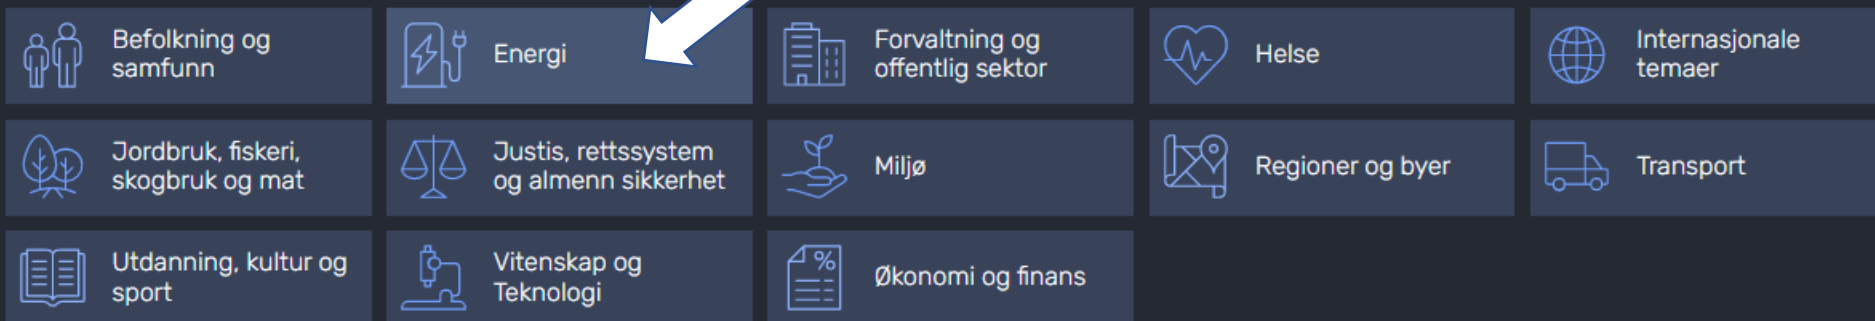 Befolkning og
samfunn
Energi
Forvaltning og
offentlig sektor
Helse
Internasjonale
temaer
Jordbruk, fiskeri,
skogbruk og mat
Justis, rettssystem
og almenn sikkerhet
Miljø
Regioner og byer
Transport
Utdanning, kultur og
sport
Vitenskap og
Teknologi
%
Økonomi og finans